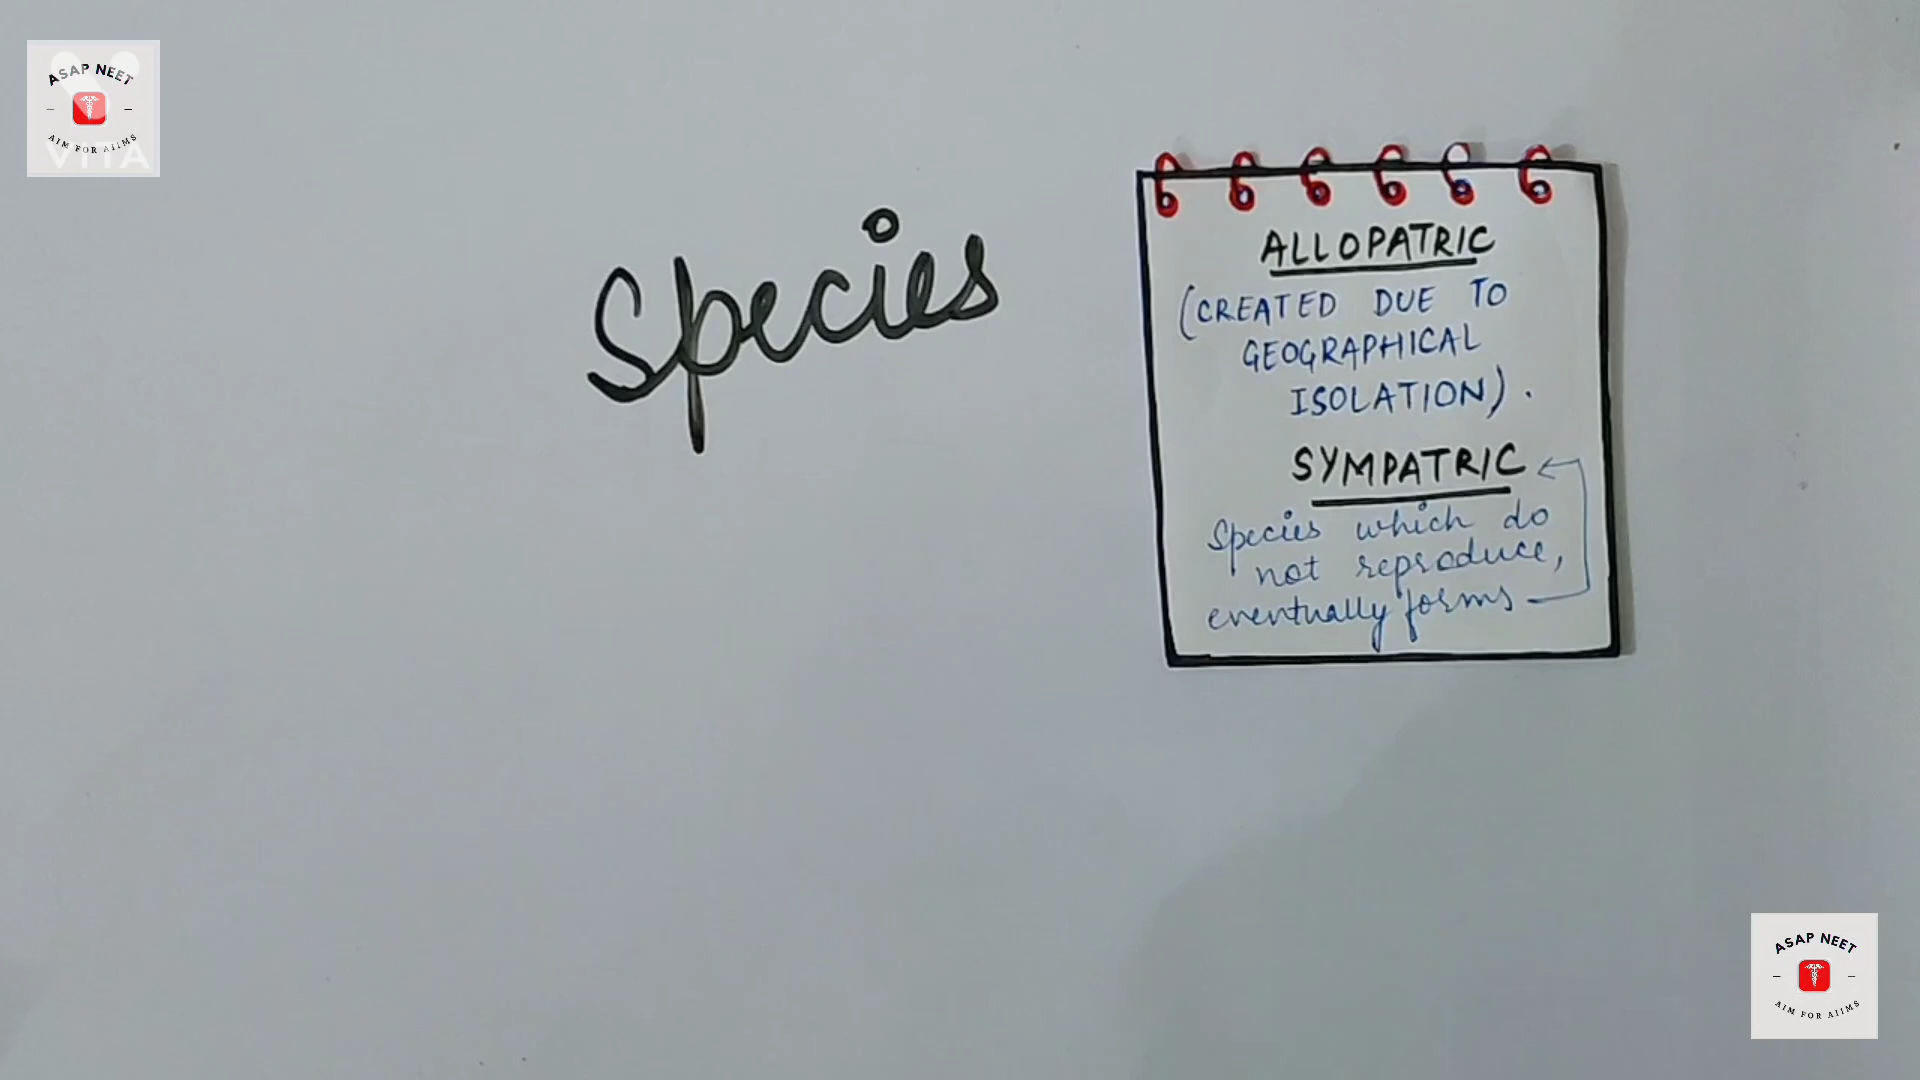 ASAP NEET
AIM FOR AIIMS
VITA
Species
ALLOPATRIC
(CREATED DUE TO
GEOGRAPHICAL
ISOLATION).
SYMPATRIC
Species which do
not reproduce,
eventually forms
ASAP NEET
AIM FOR AIIMS